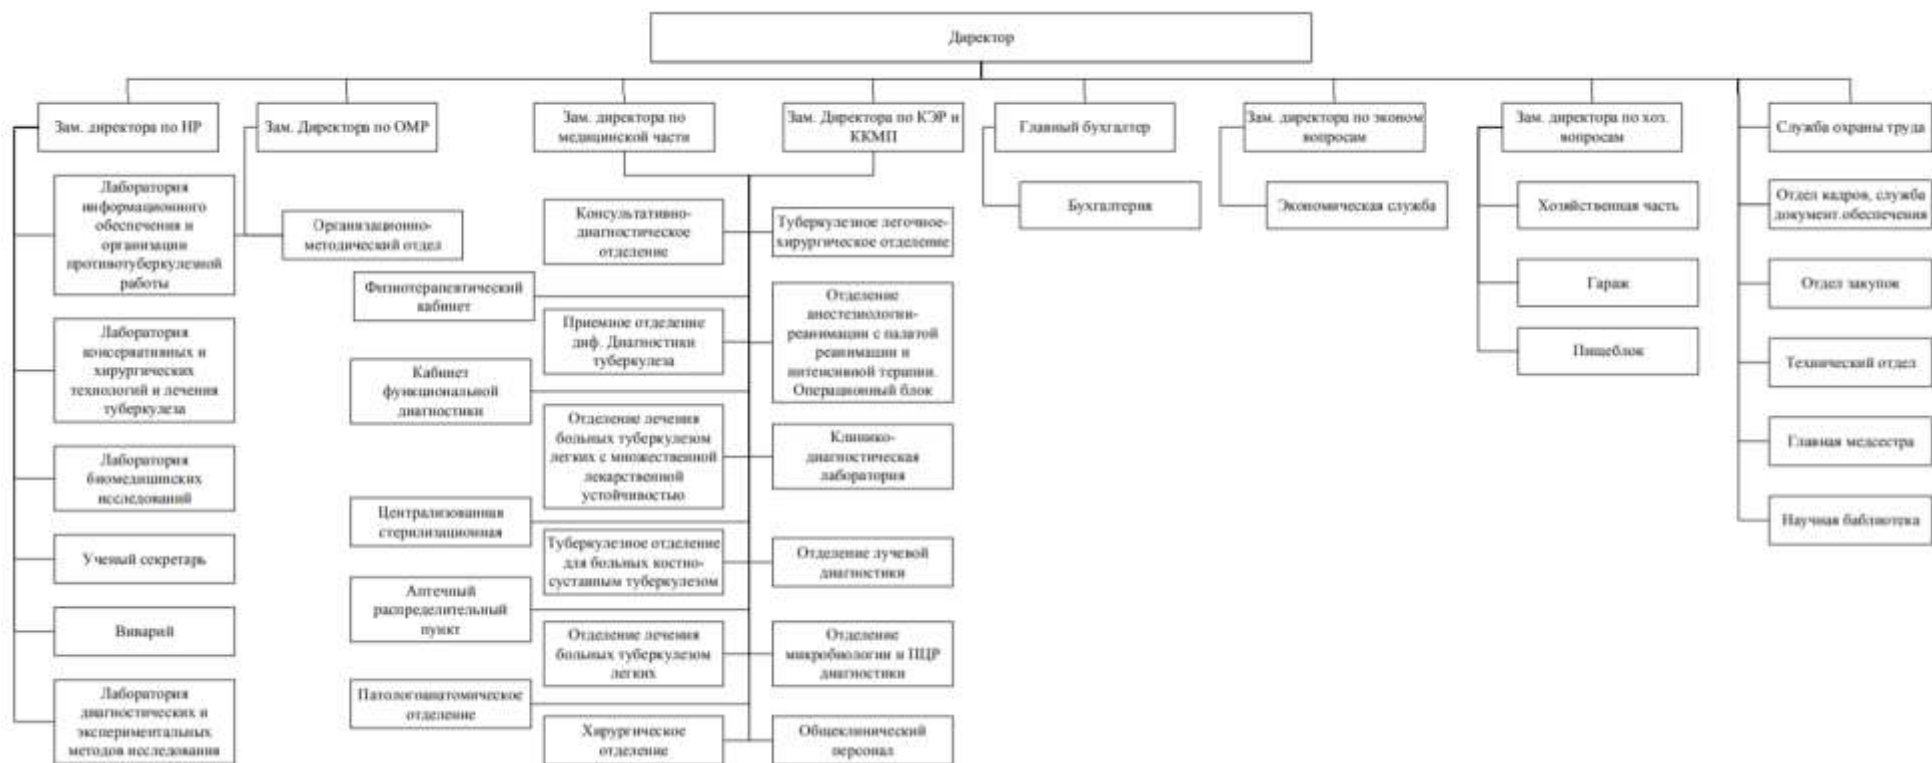 Директор
Зам. директора по НР
Зам. Директора по ОМР
Зам. директора по
медицинской части
Зам. Директора по КЭР и
ККМП
Главный бухгалтер
Зам. директора по эконом
вопросам
Зам. директора по хоз.
вопросам
Служба охраны труда
Лаборатория
информационного
обеспечения и
организации
противотуберкулезной
работы
Лаборатория
консервативных и
хирургических
технологий и лечения
туберкулеза
Лаборатория
биомедицинских
исследований
Ученый секретарь
Виварий
Лаборатория
диагностических и
экспериментальных
методов исследования
Организационно-
методический отдел
Физиотерапевтический
кабинет
Кабинет
функциональной
диагностики
Централизованная
стерилизационная
Аптечный
распределительный
пункт
Патологоанатомическое
отделение
Консультативно-
диагностическое
отделение
Приемное отделение
диф. Диагностики
туберкулеза
Отделение лечения
больных туберкулезом
легких с множественной
лекарственной
устойчивостью
Туберкулезное отделение
для больных костно-
суставным туберкулезом
Отделение лечения
больных туберкулезом
легких
Хирургическое
отделение
Туберкулезное легочное-
хирургическое отделение
Отделение
анестезиологии-
реанимации с палатой
реанимации и
интенсивной терапии.
Операционный блок
Клинико-
диагностическая
лаборатория
Отделение лучевой
диагностики
Отделение
микробиологии и ПЦР
диагностики
Общеклинический
персонал
Бухгалтерия
Экономическая служба
Хозяйственная часть
Гараж
Пищеблок
Отдел кадров, служба
документ.обеспечения
Отдел закупок
Технический отдел
Главная медсестра
Научная библиотека